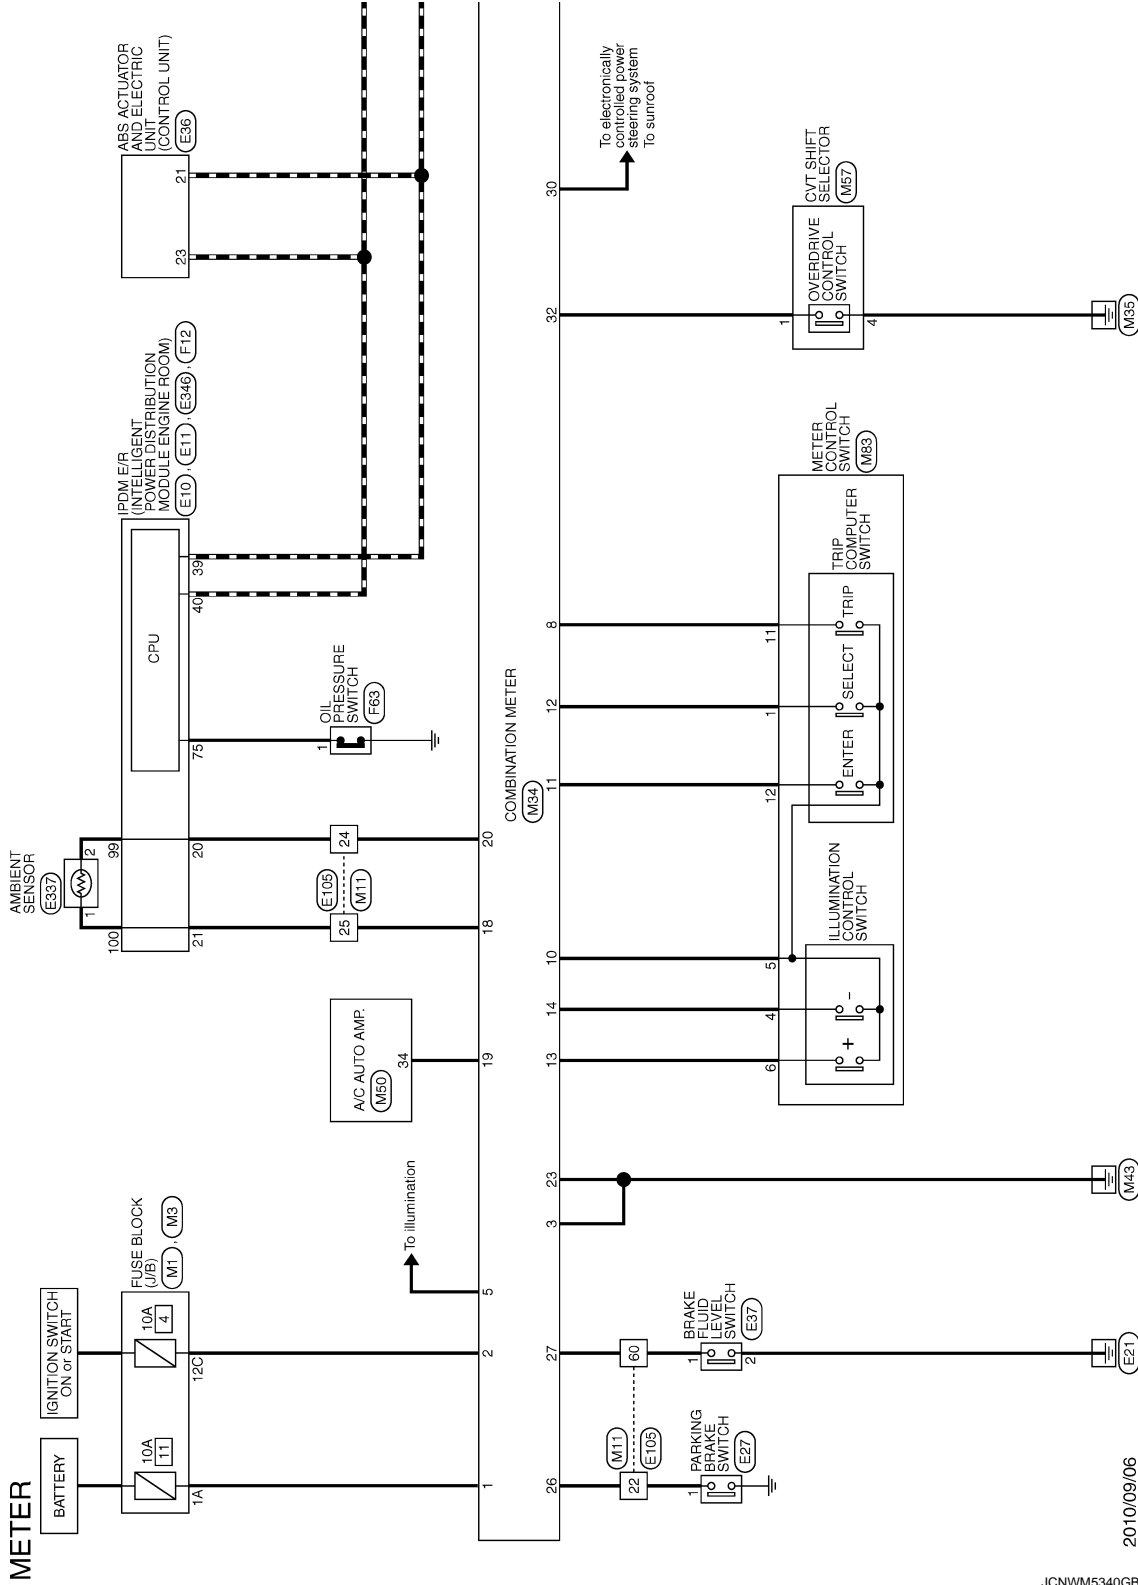 METER
BATTERY
IGNITION SWITCH
ON or START
10A
11
10A
4
FUSE BLOCK
(J/B)
M1 , M3
1A
12C
To illumination
A/C AUTO AMP.
M50
34
AMBIENT
SENSOR
E337
1
2
100
99
21
20
25
24
E105
M11
IPDM E/R
(INTELLIGENT
POWER DISTRIBUTION
MODULE ENGINE ROOM)
E10 , E11 , E346 , F12
CPU
75
40
39
1
OIL
PRESSURE
SWITCH
F63
ABS ACTUATOR
AND ELECTRIC
UNIT
(CONTROL UNIT)
E36
23
21
1
2
5
19
18
20
COMBINATION METER
M34
26
27
3
23
13
14
10
11
12
8
32
30
M11
E105
22
60
1
PARKING
BRAKE
SWITCH
E27
1
2
BRAKE
FLUID
LEVEL
SWITCH
E37
E21
M43
6
4
5
12
1
11
+
-
ILLUMINATION
CONTROL
SWITCH
ENTER
SELECT
TRIP
TRIP
COMPUTER
SWITCH
METER
CONTROL
SWITCH
M83
1
4
OVERDRIVE
CONTROL
SWITCH
CVT SHIFT
SELECTOR
M57
M35
To electronically
controlled power
steering system
To sunroof
2010/09/06
JCNWM5340GB